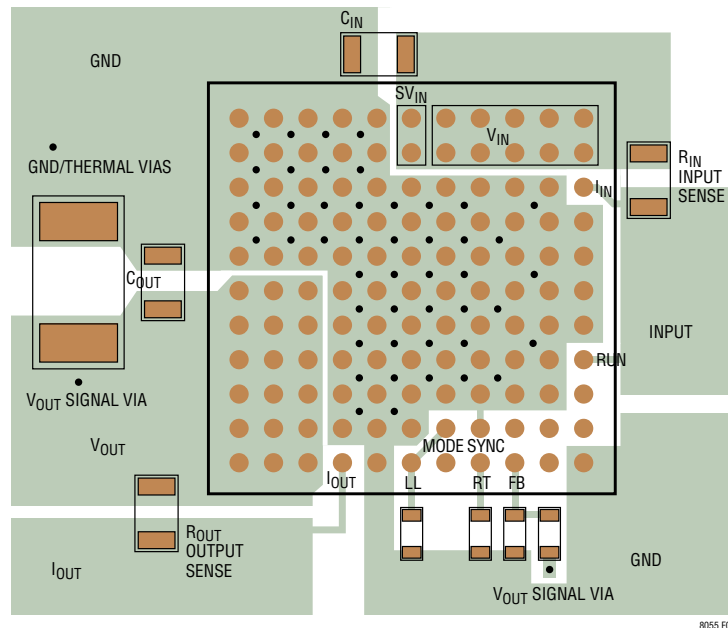 CIN
GND
SVIN
VIN
GND/THERMAL VIAS
RIN
INPUT
SENSE
IIN
COUT
INPUT
RUN
VOUT SIGNAL VIA
VOUT
MODE SYNC
IOUT
LL
RT
FB
ROUT
OUTPUT
SENSE
GND
IOUT
VOUT SIGNAL VIA